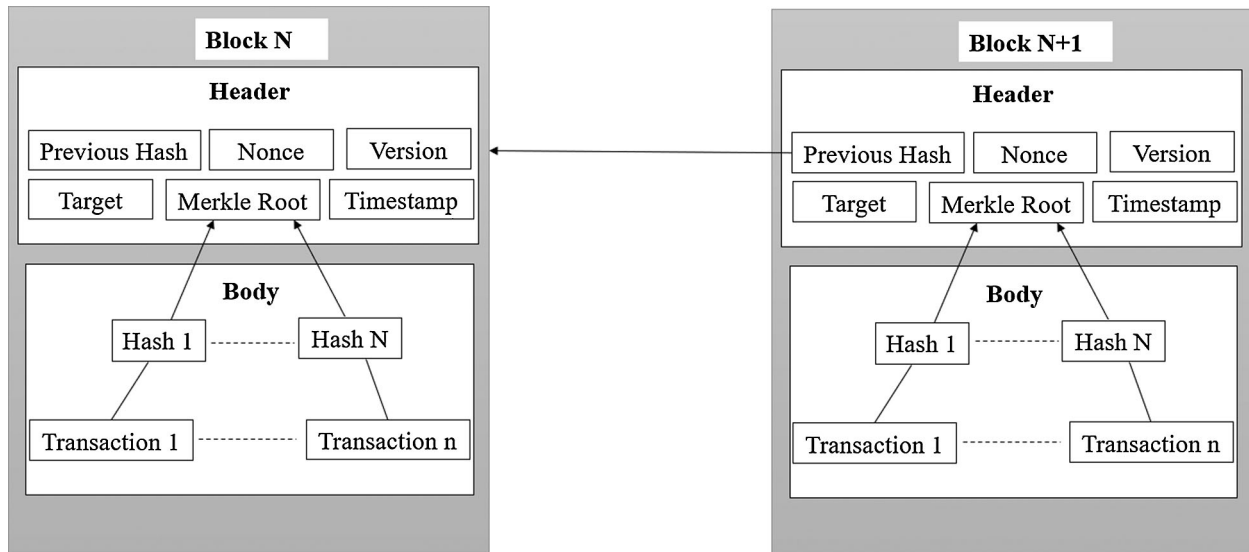 Block N
Header
Previous Hash Nonce Version
Target Merkle Root Timestamp
Body
Hash 1 Hash N
Transaction 1 Transaction n
Block N+1
Header
Previous Hash Nonce Version
Target Merkle Root Timestamp
Body
Hash 1 Hash N
Transaction 1 Transaction n